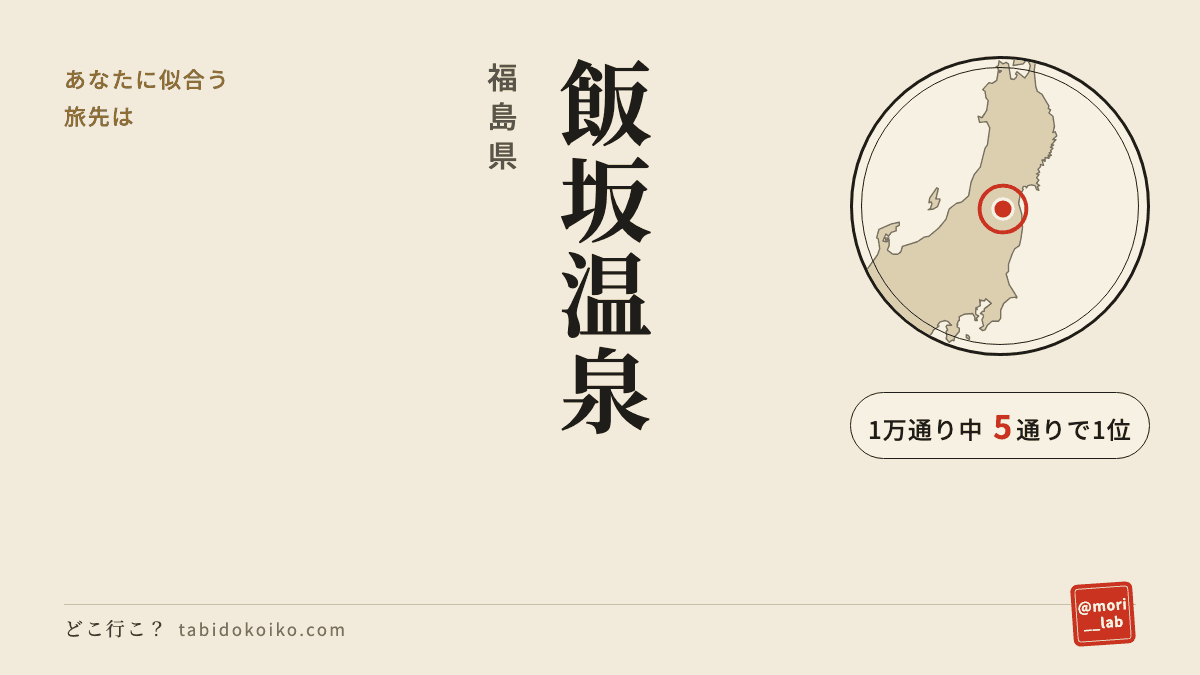 あなたに似合う
旅先は
飯坂温泉
福島県
1万通り中 5通りで1位
どこ行こ？ tabidokoiko.com
@mori
__lab